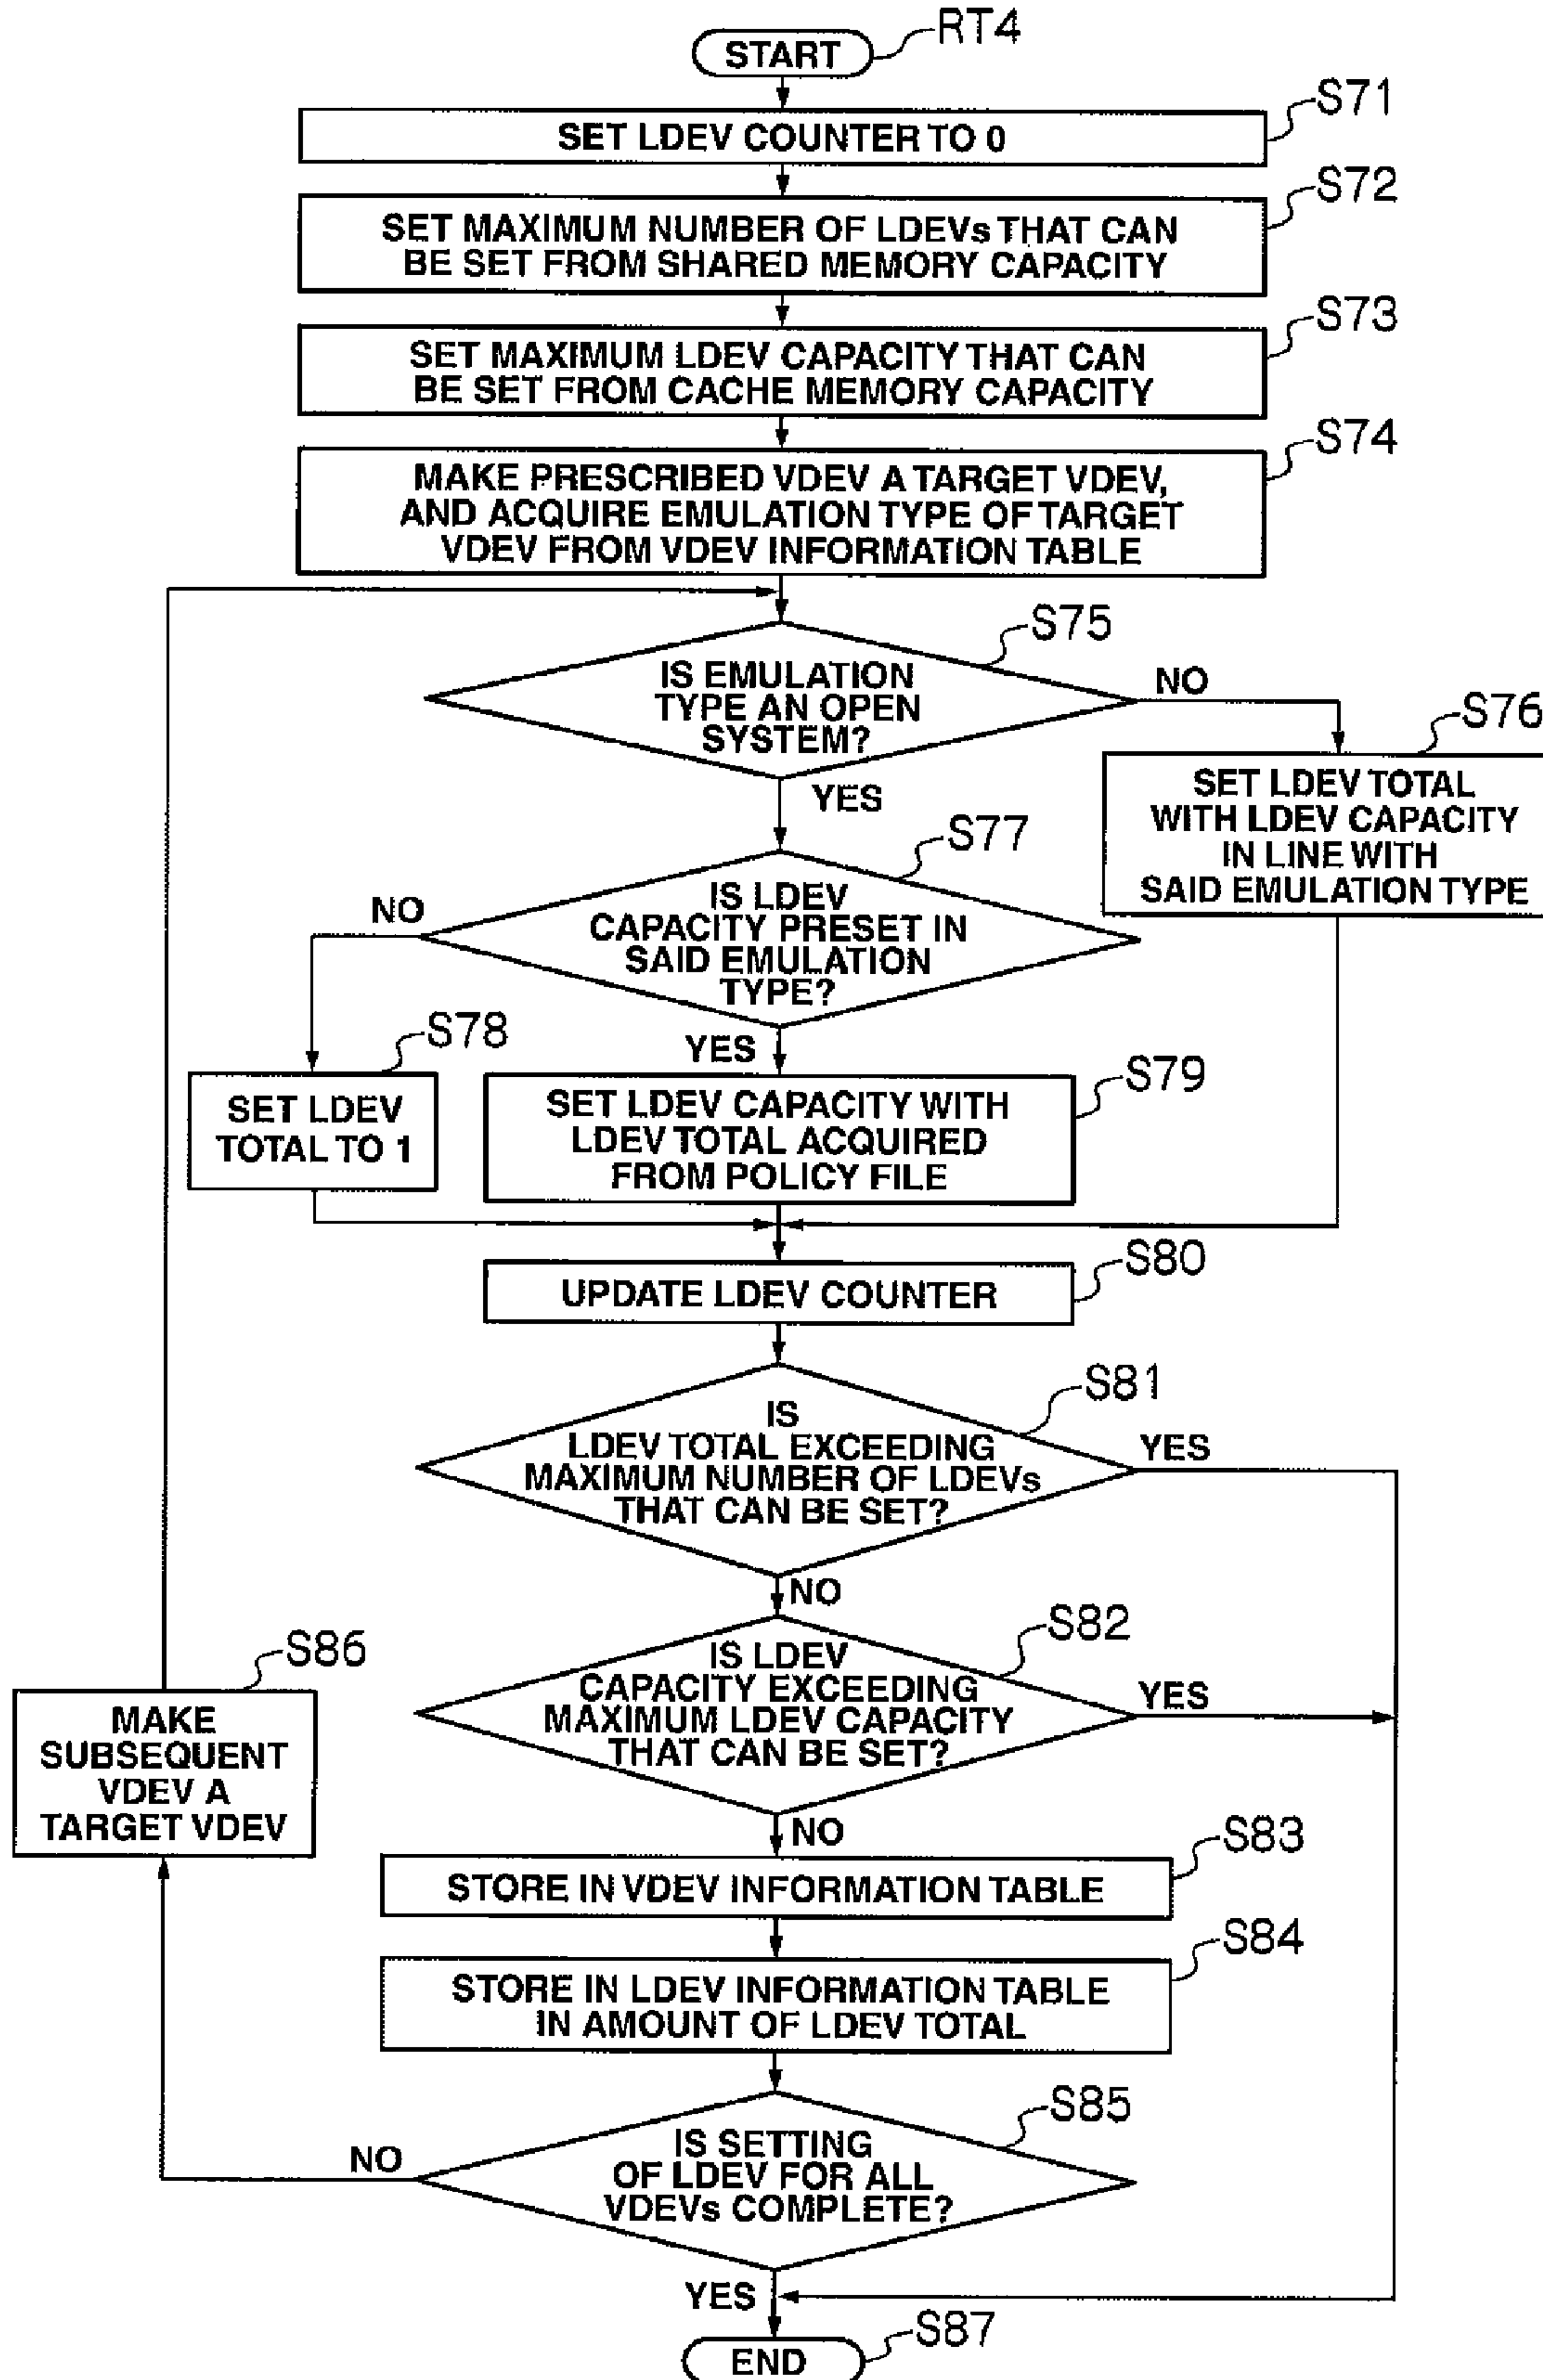 START
RT4
S71
SET LDEV COUNTER TO 0
S72
SET MAXIMUM NUMBER OF LDEVs THAT CAN
BE SET FROM SHARED MEMORY CAPACITY
S73
SET MAXIMUM LDEV CAPACITY THAT CAN
BE SET FROM CACHE MEMORY CAPACITY
S74
MAKE PRESCRIBED VDEV A TARGET VDEV,
AND ACQUIRE EMULATION TYPE OF TARGET
VDEV FROM VDEV INFORMATION TABLE
S75
IS EMULATION
TYPE AN OPEN
SYSTEM?
NO
YES
S76
SET LDEV TOTAL
WITH LDEV CAPACITY
IN LINE WITH
SAID EMULATION TYPE
S77
IS LDEV
CAPACITY PRESET IN
SAID EMULATION
TYPE?
NO
YES
S78
SET LDEV
TOTAL TO 1
S79
SET LDEV CAPACITY WITH
LDEV TOTAL ACQUIRED
FROM POLICY FILE
S80
UPDATE LDEV COUNTER
S81
IS
LDEV TOTAL EXCEEDING
MAXIMUM NUMBER OF LDEVs
THAT CAN BE SET?
YES
NO
S82
IS LDEV
CAPACITY EXCEEDING
MAXIMUM LDEV CAPACITY
THAT CAN BE SET?
YES
NO
S86
MAKE
SUBSEQUENT
VDEV A
TARGET VDEV
S83
STORE IN VDEV INFORMATION TABLE
S84
STORE IN LDEV INFORMATION TABLE
IN AMOUNT OF LDEV TOTAL
S85
IS SETTING
OF LDEV FOR ALL
VDEVs COMPLETE?
NO
YES
S87
END